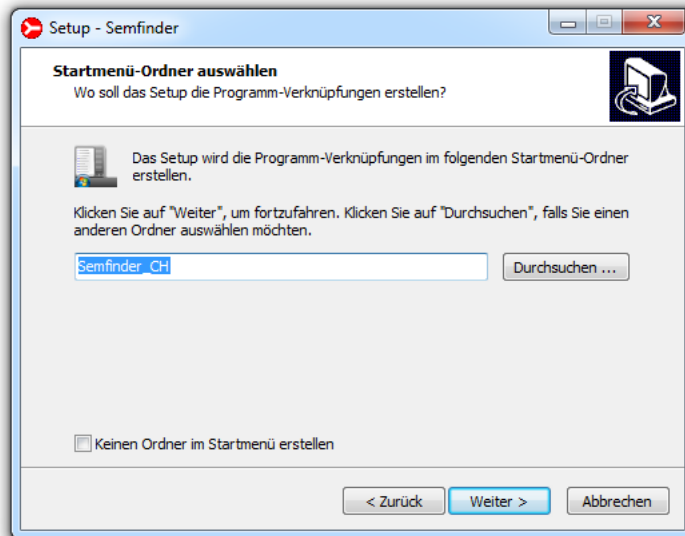 Setup - Semfinder
Startmenü-Ordner auswählen
Wo soll das Setup die Programm-Verknüpfungen erstellen?
Das Setup wird die Programm-Verknüpfungen im folgenden Startmenü-Ordner
erstellen.
Klicken Sie auf "Weiter", um fortzufahren. Klicken Sie auf "Durchsuchen", falls Sie einen
anderen Ordner auswählen möchten.
Semfinder_CH
Durchsuchen ...
Keinen Ordner im Startmenü erstellen
< Zurück
Weiter >
Abbrechen